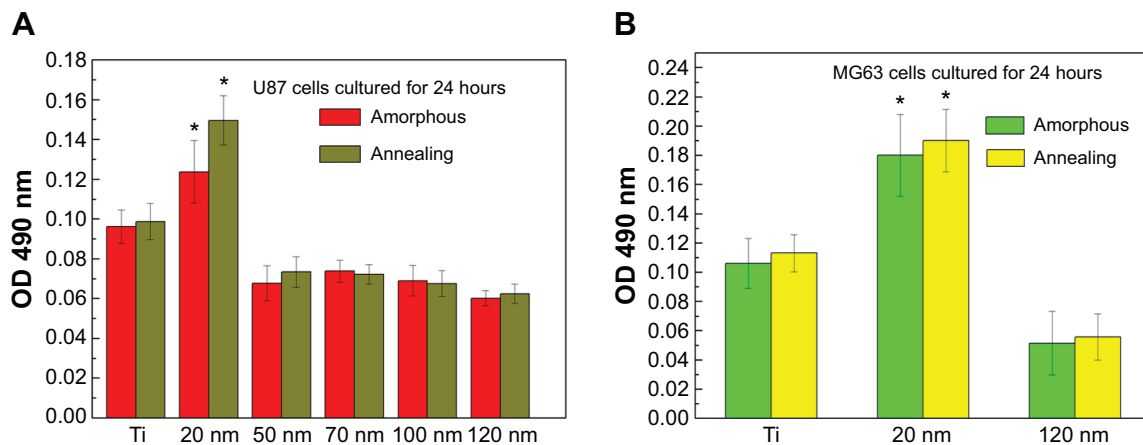 A
OD 490 nm
0.18
0.16
0.14
0.12
0.10
0.08
0.06
0.04
0.02
0.00
U87 cells cultured for 24 hours
Amorphous
Annealing
*
*
Ti 20 nm 50 nm 70 nm 100 nm 120 nm
B
OD 490 nm
0.24
0.22
0.20
0.18
0.16
0.14
0.12
0.10
0.08
0.06
0.04
0.02
0.00
MG63 cells cultured for 24 hours
Amorphous
Annealing
* *
Ti 20 nm 120 nm